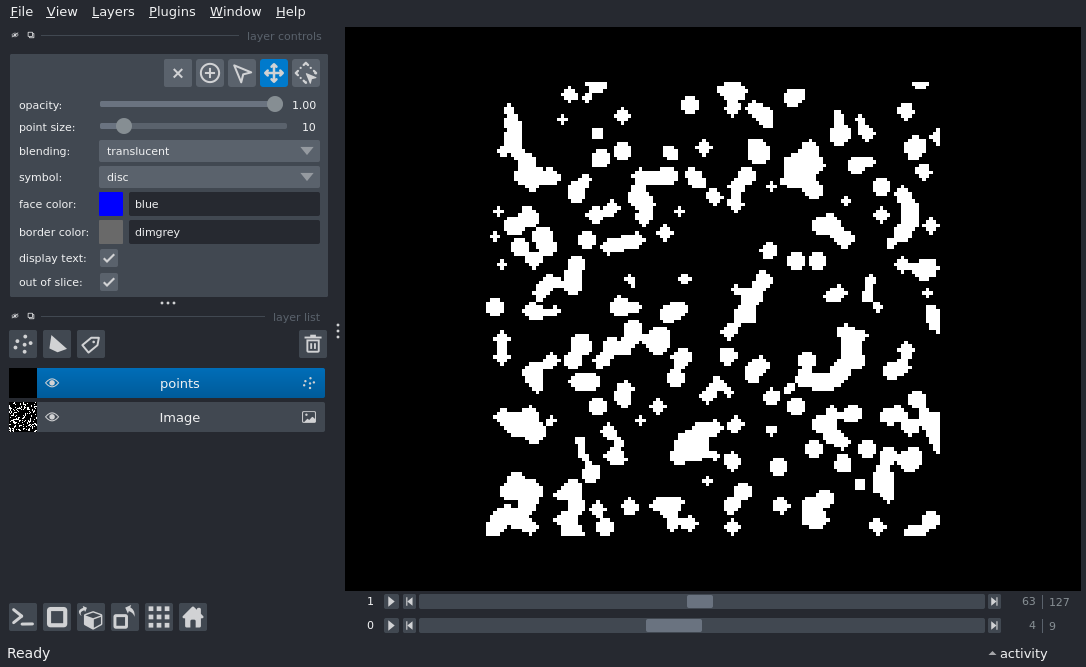 File View Layers Plugins Window Help
layer controls
opacity: 1.00
point size: 10
blending: translucent
symbol: disc
face color: blue
border color: dimgrey
display text:
out of slice:
layer list
points
Image
1 63 | 127
0 4 | 9
Ready
activity